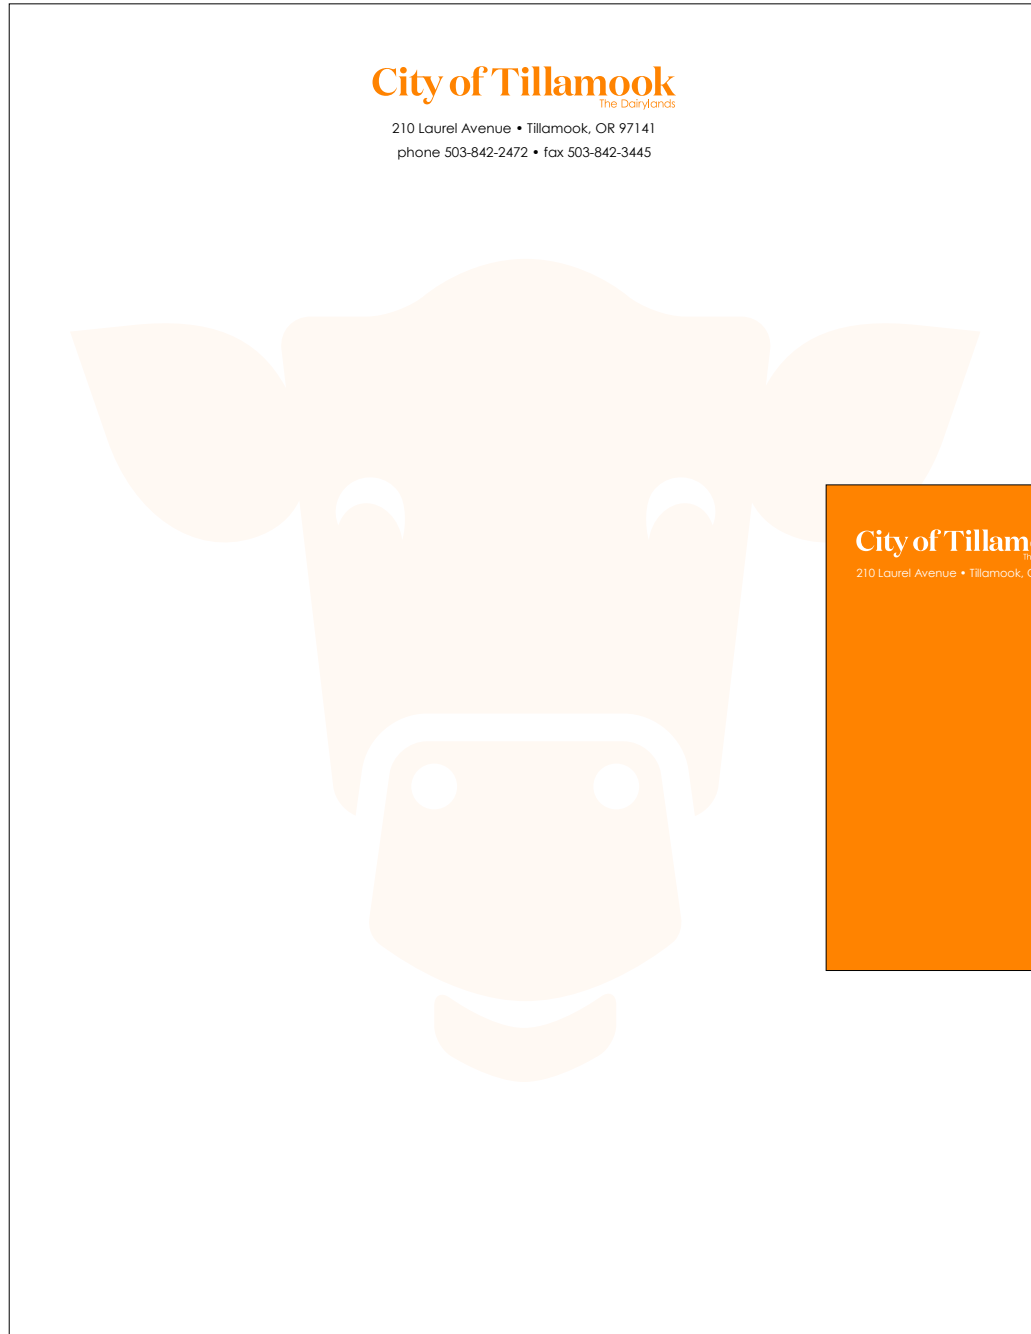 City of Tillamook
The Dairylands
210 Laurel Avenue • Tillamook, OR 97141
phone 503-842-2472 • fax 503-842-3445
City of Tillam
Th
210 Laurel Avenue • Tillamook,